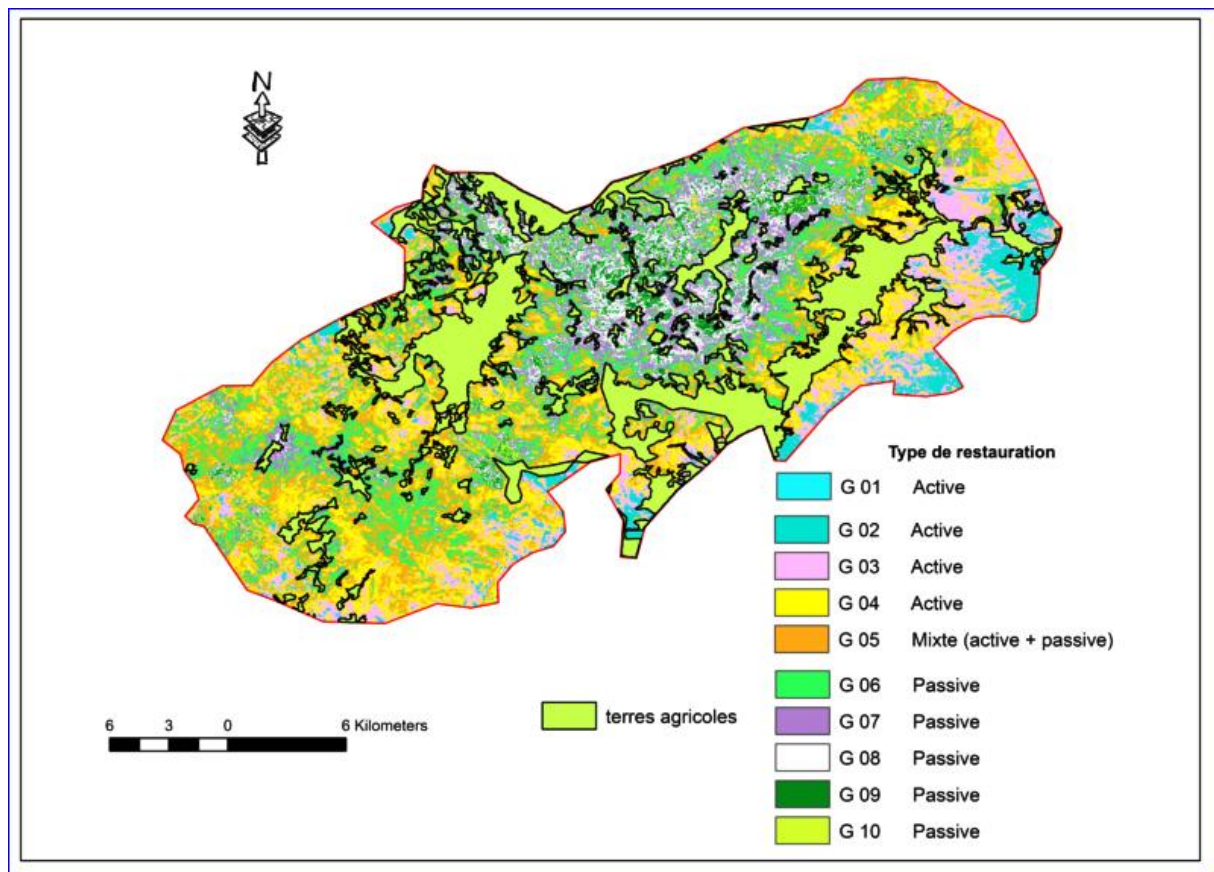 N
Type de restauration
G 01 Active
G 02 Active
G 03 Active
G 04 Active
G 05 Mixte (active + passive)
G 06 Passive
G 07 Passive
G 08 Passive
G 09 Passive
G 10 Passive
terres agricoles
6 3 0 6 Kilometers